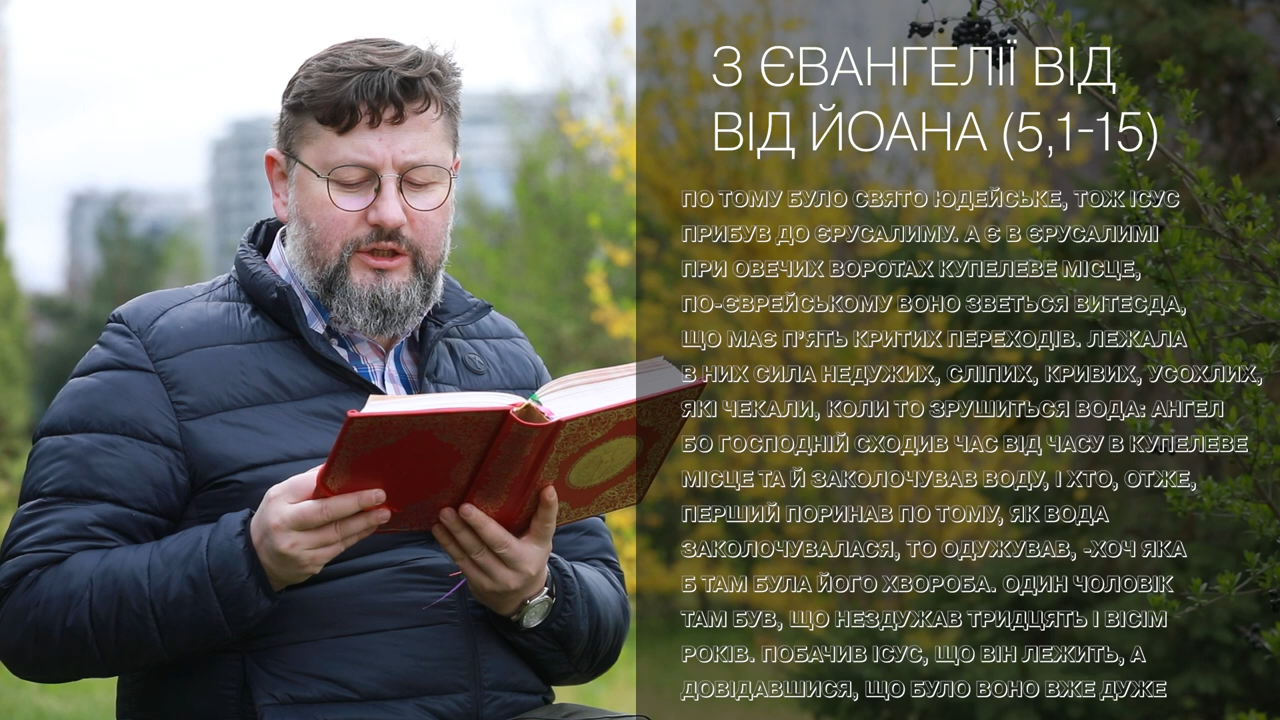 З ЄВАНГЕЛІЇ ВІД
ВІД ЙОАНА (5,1-15)
ПО ТОМУ БУЛО СВЯТО ЮДЕЙСЬКЕ, ТОЖ ІСУС
ПРИБУВ ДО ЄРУСАЛИМУ. А Є В ЄРУСАЛИМІ
ПРИ ОВЕЧИХ ВОРОТАХ КУПЕЛЕВЕ МІСЦЕ,
ПО-ЄВРЕЙСЬКОМУ ВОНО ЗВЕТЬСЯ ВИТЕСДА,
ЩО МАЄ П'ЯТЬ КРИТИХ ПЕРЕХОДІВ. ЛЕЖАЛА
В НИХ СИЛА НЕДУЖИХ, СЛІПИХ, КРИВИХ, УСОХЛИХ,
ЯКІ ЧЕКАЛИ, КОЛИ ТО ЗРУШИТЬСЯ ВОДА: АНГЕЛ
БО ГОСПОДНІЙ СХОДИВ ЧАС ВІД ЧАСУ В КУПЕЛЕВЕ
МІСЦЕ ТА Й ЗАКОЛОЧУВАВ ВОДУ, І ХТО, ОТЖЕ,
ПЕРШИЙ ПОРИНАВ ПО ТОМУ, ЯК ВОДА
ЗАКОЛОЧУВАЛАСЯ, ТО ОДУЖУВАВ, -ХОЧ ЯКА
Б ТАМ БУЛА ЙОГО ХВОРОБА. ОДИН ЧОЛОВІК
ТАМ БУВ, ЩО НЕЗДУЖАВ ТРИДЦЯТЬ І ВІСІМ
РОКІВ. ПОБАЧИВ ІСУС, ЩО ВІН ЛЕЖИТЬ, А
ДОВІДАВШИСЯ, ЩО БУЛО ВОНО ВЖЕ ДУЖЕ